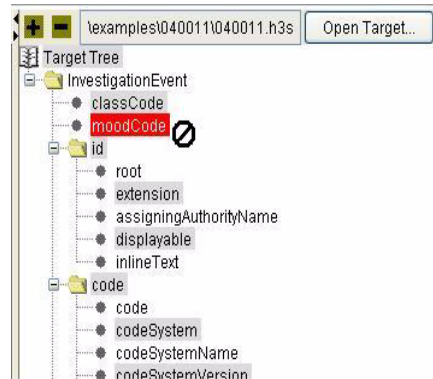 \examples\040011\040011.h3s Open Target...
Target Tree
InvestigationEvent
classCode
moodCode
id
root
extension
assigningAuthorityName
displayable
inlineText
code
code
codeSystem
codeSystemName
codeSystemVersion